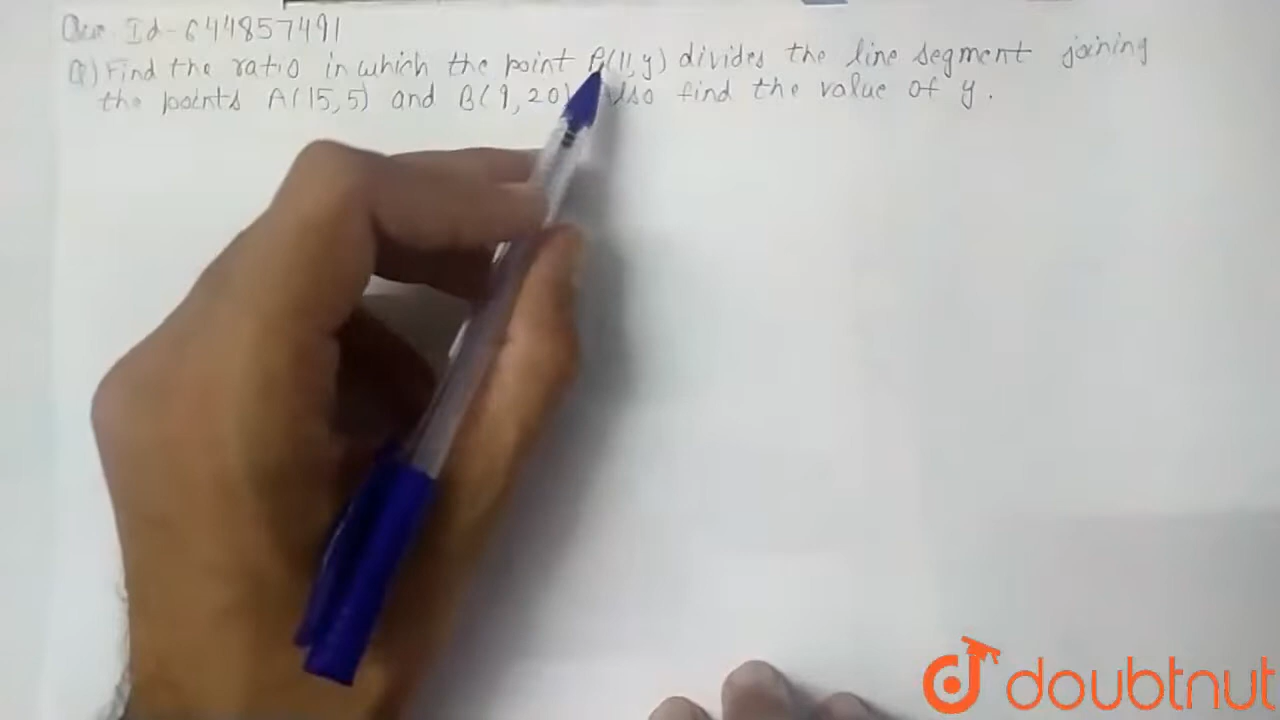 Que Id - 644857491
Q) Find the ratio in which the point P(11, y) divides the line segment joining
the points A(15, 5) and B(9, 20). Also find the value of y.
doubtnut